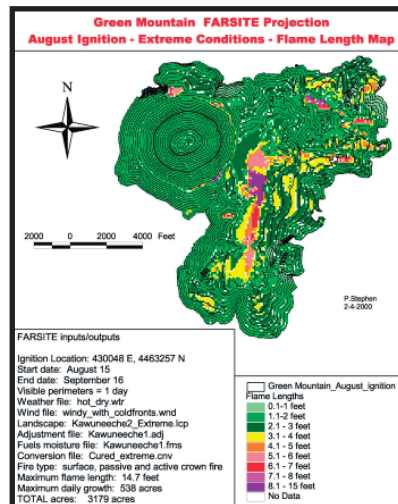 Green Mountain FARSITE Projection
August Ignition - Extreme Conditions - Flame Length Map
N
2000 0 2000 4000 Feet
P.Stephen
2-4-2000
FARSITE inputs/outputs
Ignition Location: 430048 E, 4463257 N
Start date: August 15
End date: September 16
Visible perimeters = 1 day
Weather file: hot_dry.wtr
Wind file: windy_with_coldfronts.wnd
Landscape: Kawuneeche2_Extreme.lcp
Adjustment file: Kawuneeche1.adj
Fuels moisture file: Kawuneeche1.fms
Conversion file: Cured_extreme.cnv
Fire type: surface, passive and active crown fire
Maximum flame length: 14.7 feet
Maximum daily growth: 538 acres
TOTAL acres: 3179 acres
Green Mountain_August_ignition
Flame Lengths
0.1-1 feet
1.1-2 feet
2.1-3 feet
3.1 - 4 feet
4.1 - 5 feet
5.1 - 6 feet
6.1 - 7 feet
7.1 - 8 feet
8.1 - 15 feet
No Data